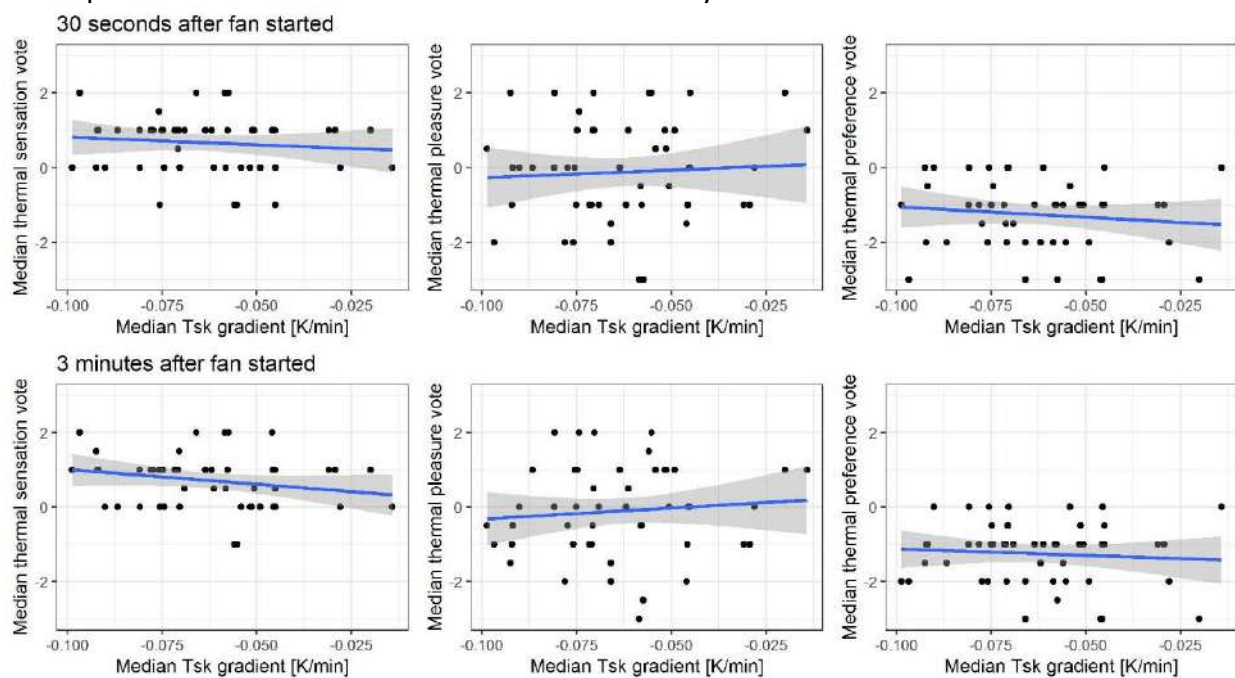 30 seconds after fan started
Median thermal sensation vote
2
0
-2
-0.100 -0.075 -0.050 -0.025
Median Tsk gradient [K/min]
Median thermal pleasure vote
2
0
-2
-0.100 -0.075 -0.050 -0.025
Median Tsk gradient [K/min]
Median thermal preference vote
2
0
-2
-0.100 -0.075 -0.050 -0.025
Median Tsk gradient [K/min]
3 minutes after fan started
Median thermal sensation vote
2
0
-2
-0.100 -0.075 -0.050 -0.025
Median Tsk gradient [K/min]
Median thermal pleasure vote
2
0
-2
-0.100 -0.075 -0.050 -0.025
Median Tsk gradient [K/min]
Median thermal preference vote
2
0
-2
-0.100 -0.075 -0.050 -0.025
Median Tsk gradient [K/min]